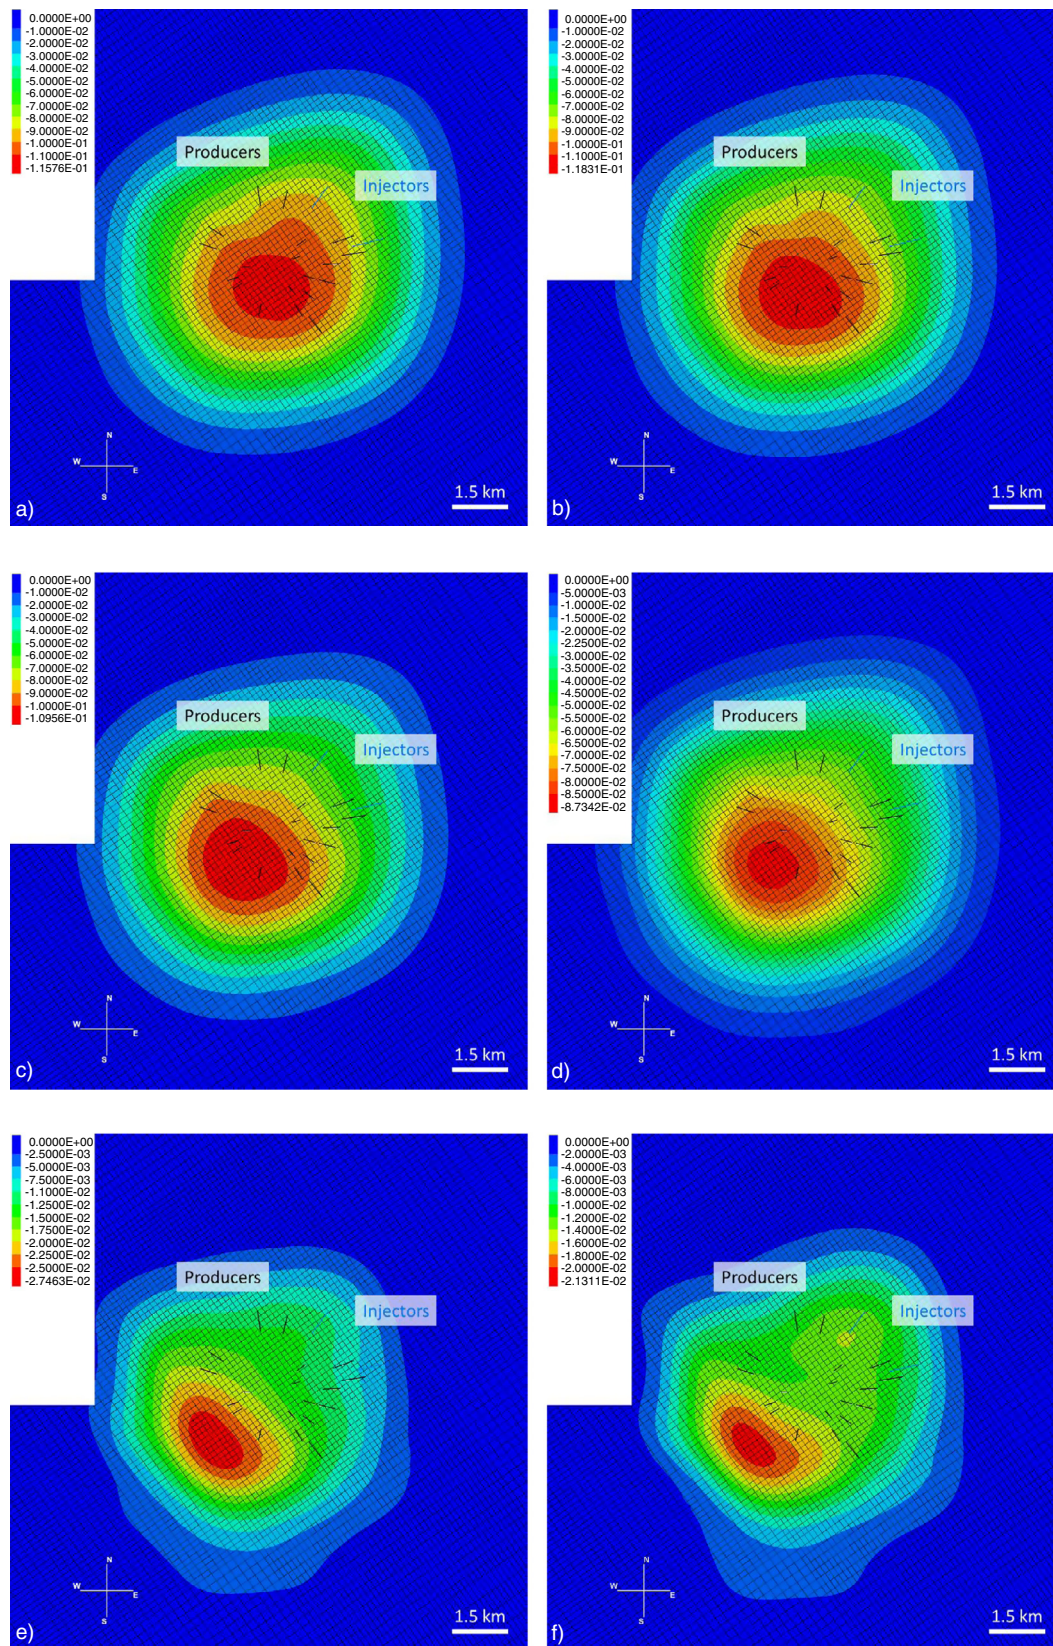 0.0000E+00
-1.0000E-02
-2.0000E-02
-3.0000E-02
-4.0000E-02
-5.0000E-02
-6.0000E-02
-7.0000E-02
-8.0000E-02
-9.0000E-02
-1.0000E-01
-1.1000E-01
-1.1576E-01
Producers
Injectors
N
W E
S
1.5 km
a)
0.0000E+00
-1.0000E-02
-2.0000E-02
-3.0000E-02
-4.0000E-02
-5.0000E-02
-6.0000E-02
-7.0000E-02
-8.0000E-02
-9.0000E-02
-1.0000E-01
-1.1000E-01
-1.1831E-01
Producers
Injectors
N
W E
S
1.5 km
b)
0.0000E+00
-1.0000E-02
-2.0000E-02
-3.0000E-02
-4.0000E-02
-5.0000E-02
-6.0000E-02
-7.0000E-02
-8.0000E-02
-9.0000E-02
-1.0000E-01
-1.0956E-01
Producers
Injectors
N
W E
S
1.5 km
c)
0.0000E+00
-5.0000E-03
-1.0000E-02
-1.5000E-02
-2.0000E-02
-2.2500E-02
-3.0000E-02
-3.5000E-02
-4.0000E-02
-4.5000E-02
-5.0000E-02
-5.5000E-02
-6.0000E-02
-6.5000E-02
-7.0000E-02
-7.5000E-02
-8.0000E-02
-8.5000E-02
-8.7342E-02
Producers
Injectors
N
W E
S
1.5 km
d)
0.0000E+00
-2.5000E-03
-5.0000E-03
-7.5000E-03
-1.1000E-02
-1.2500E-02
-1.5000E-02
-1.7500E-02
-2.0000E-02
-2.2500E-02
-2.5000E-02
-2.7463E-02
Producers
Injectors
N
W E
S
1.5 km
e)
0.0000E+00
-2.0000E-03
-4.0000E-03
-6.0000E-03
-8.0000E-03
-1.0000E-02
-1.2000E-02
-1.4000E-02
-1.6000E-02
-1.8000E-02
-2.0000E-02
-2.1311E-02
Producers
Injectors
N
W E
S
1.5 km
f)